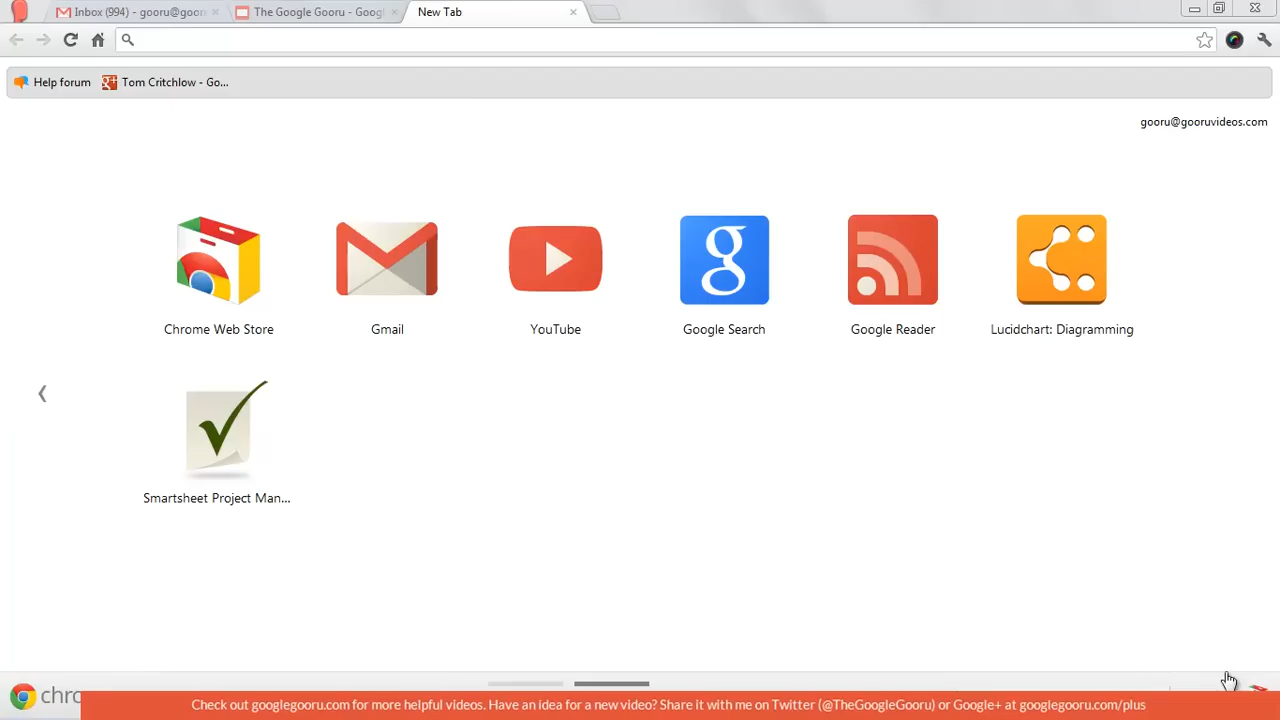 Inbox (994) - gooru@goor
The Google Gooru - Googl
New Tab
Help forum
Tom Critchlow - Go...
gooru@gooruvideos.com
Chrome Web Store
Gmail
YouTube
g
Google Search
Google Reader
Lucidchart: Diagramming
Smartsheet Project Man...
chro
Check out googlegooru.com for more helpful videos. Have an idea for a new video? Share it with me on Twitter (@TheGoogleGooru) or Google+ at googlegooru.com/plus